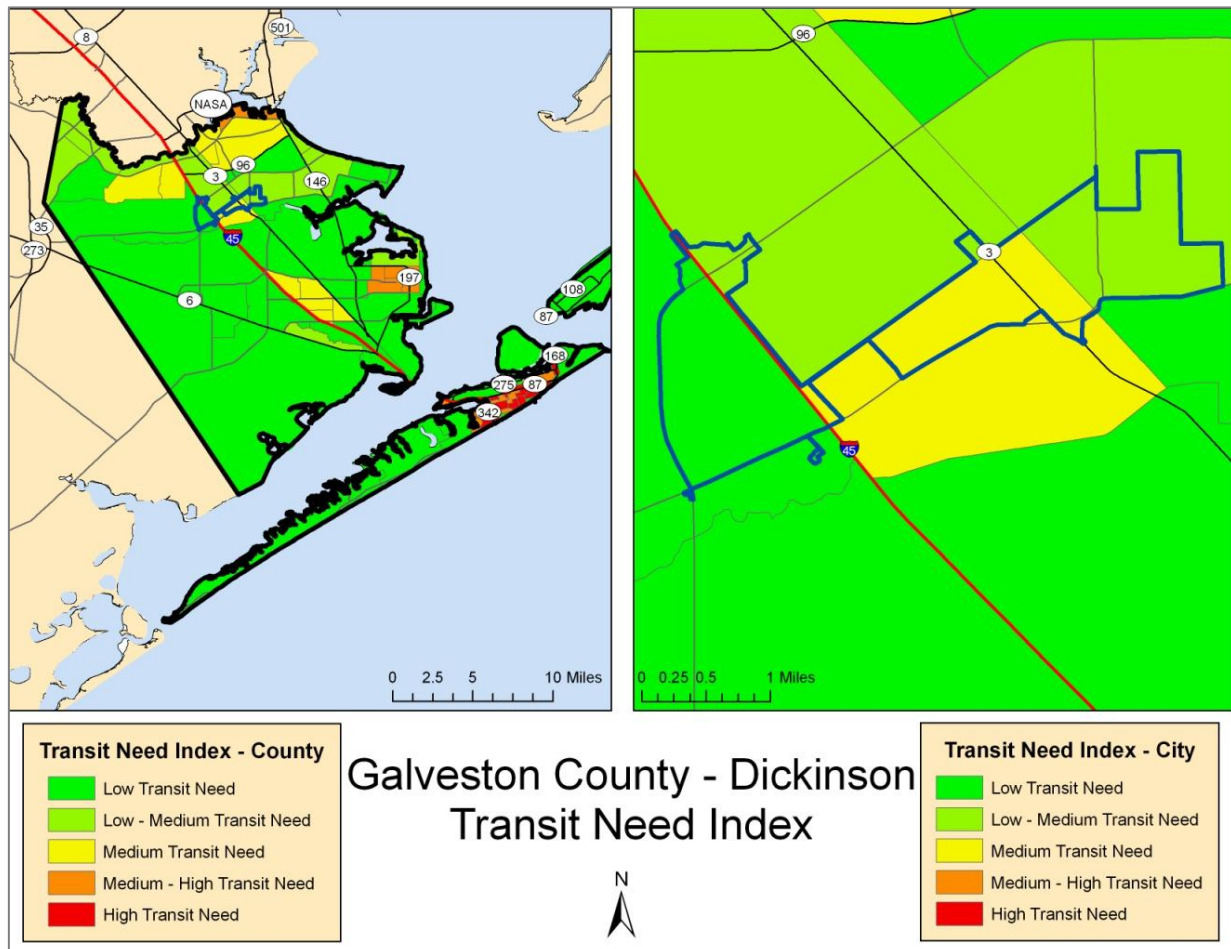 8
501
NASA
96
3
146
35
273
45
6
197
108
87
168
275
87
342
0 2.5 5 10 Miles
96
3
45
0 0.25 0.5 1 Miles
Transit Need Index - County
Low Transit Need
Low - Medium Transit Need
Medium Transit Need
Medium - High Transit Need
High Transit Need
Galveston County - Dickinson
Transit Need Index
N
Transit Need Index - City
Low Transit Need
Low - Medium Transit Need
Medium Transit Need
Medium - High Transit Need
High Transit Need